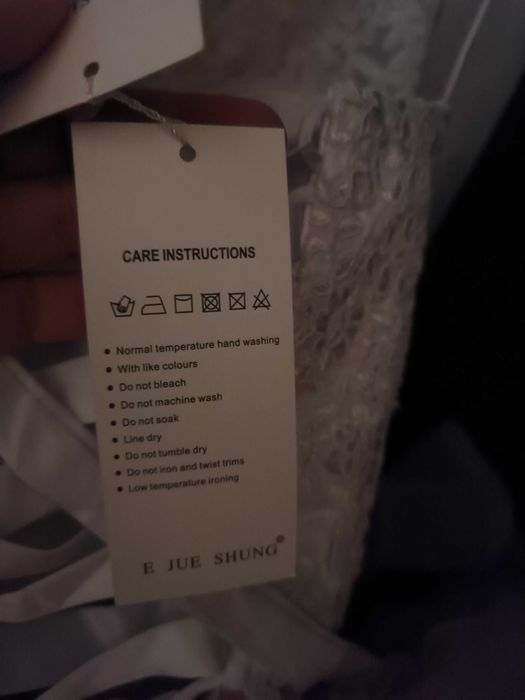 CARE INSTRUCTIONS
• Normal temperature hand washing
• With like colours
• Do not bleach
• Do not machine wash
• Do not soak
• Line dry
• Do not tumble dry
• Do not iron and twist trims
• Low temperature ironing
E JUE SHUNG®